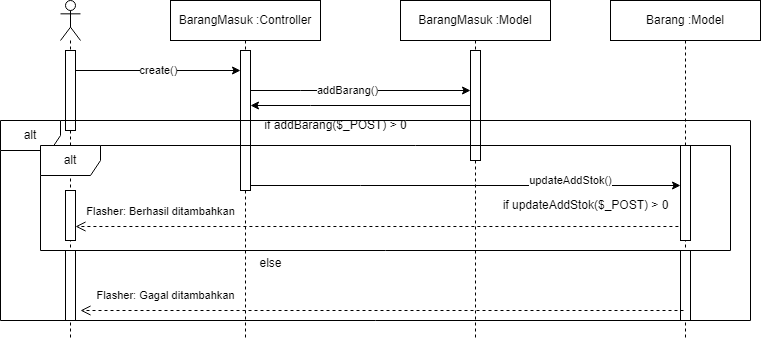 BarangMasuk :Controller
BarangMasuk :Model
Barang :Model
create()
addBarang()
if addBarang($_POST) > 0
alt
alt
updateAddStok()
if updateAddStok($_POST) > 0
Flasher: Berhasil ditambahkan
else
Flasher: Gagal ditambahkan